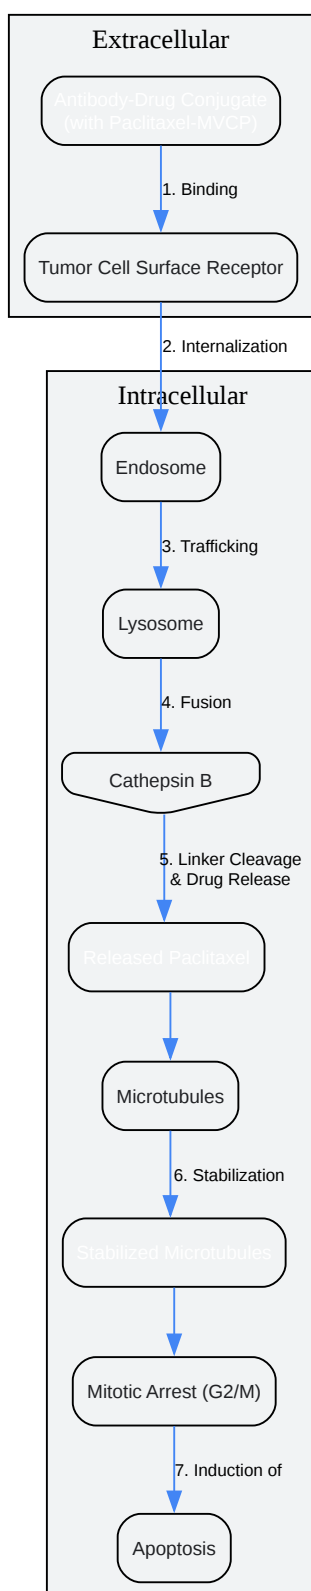 Extracellular
Antibody-Drug Conjugate
(with Paclitaxel-MVCP)
1. Binding
Tumor Cell Surface Receptor
2. Internalization
Intracellular
Endosome
3. Trafficking
Lysosome
4. Fusion
Cathepsin B
5. Linker Cleavage
& Drug Release
Released Paclitaxel
Microtubules
6. Stabilization
Stabilized Microtubules
Mitotic Arrest (G2/M)
7. Induction of
Apoptosis